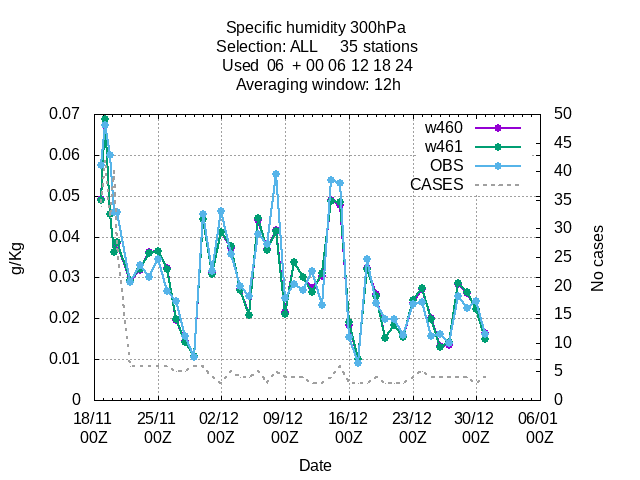 Specific humidity 300hPa
Selection: ALL     35 stations
Used  06  + 00 06 12 18 24
Averaging window: 12h
0.07
0.06
0.05
0.04
0.03
0.02
0.01
0
g/Kg
50
45
40
35
30
25
20
15
10
5
0
No cases
w460
w461
OBS
CASES
18/11 25/11 02/12 09/12 16/12 23/12 30/12 06/01
00Z 00Z 00Z 00Z 00Z 00Z 00Z 00Z
Date